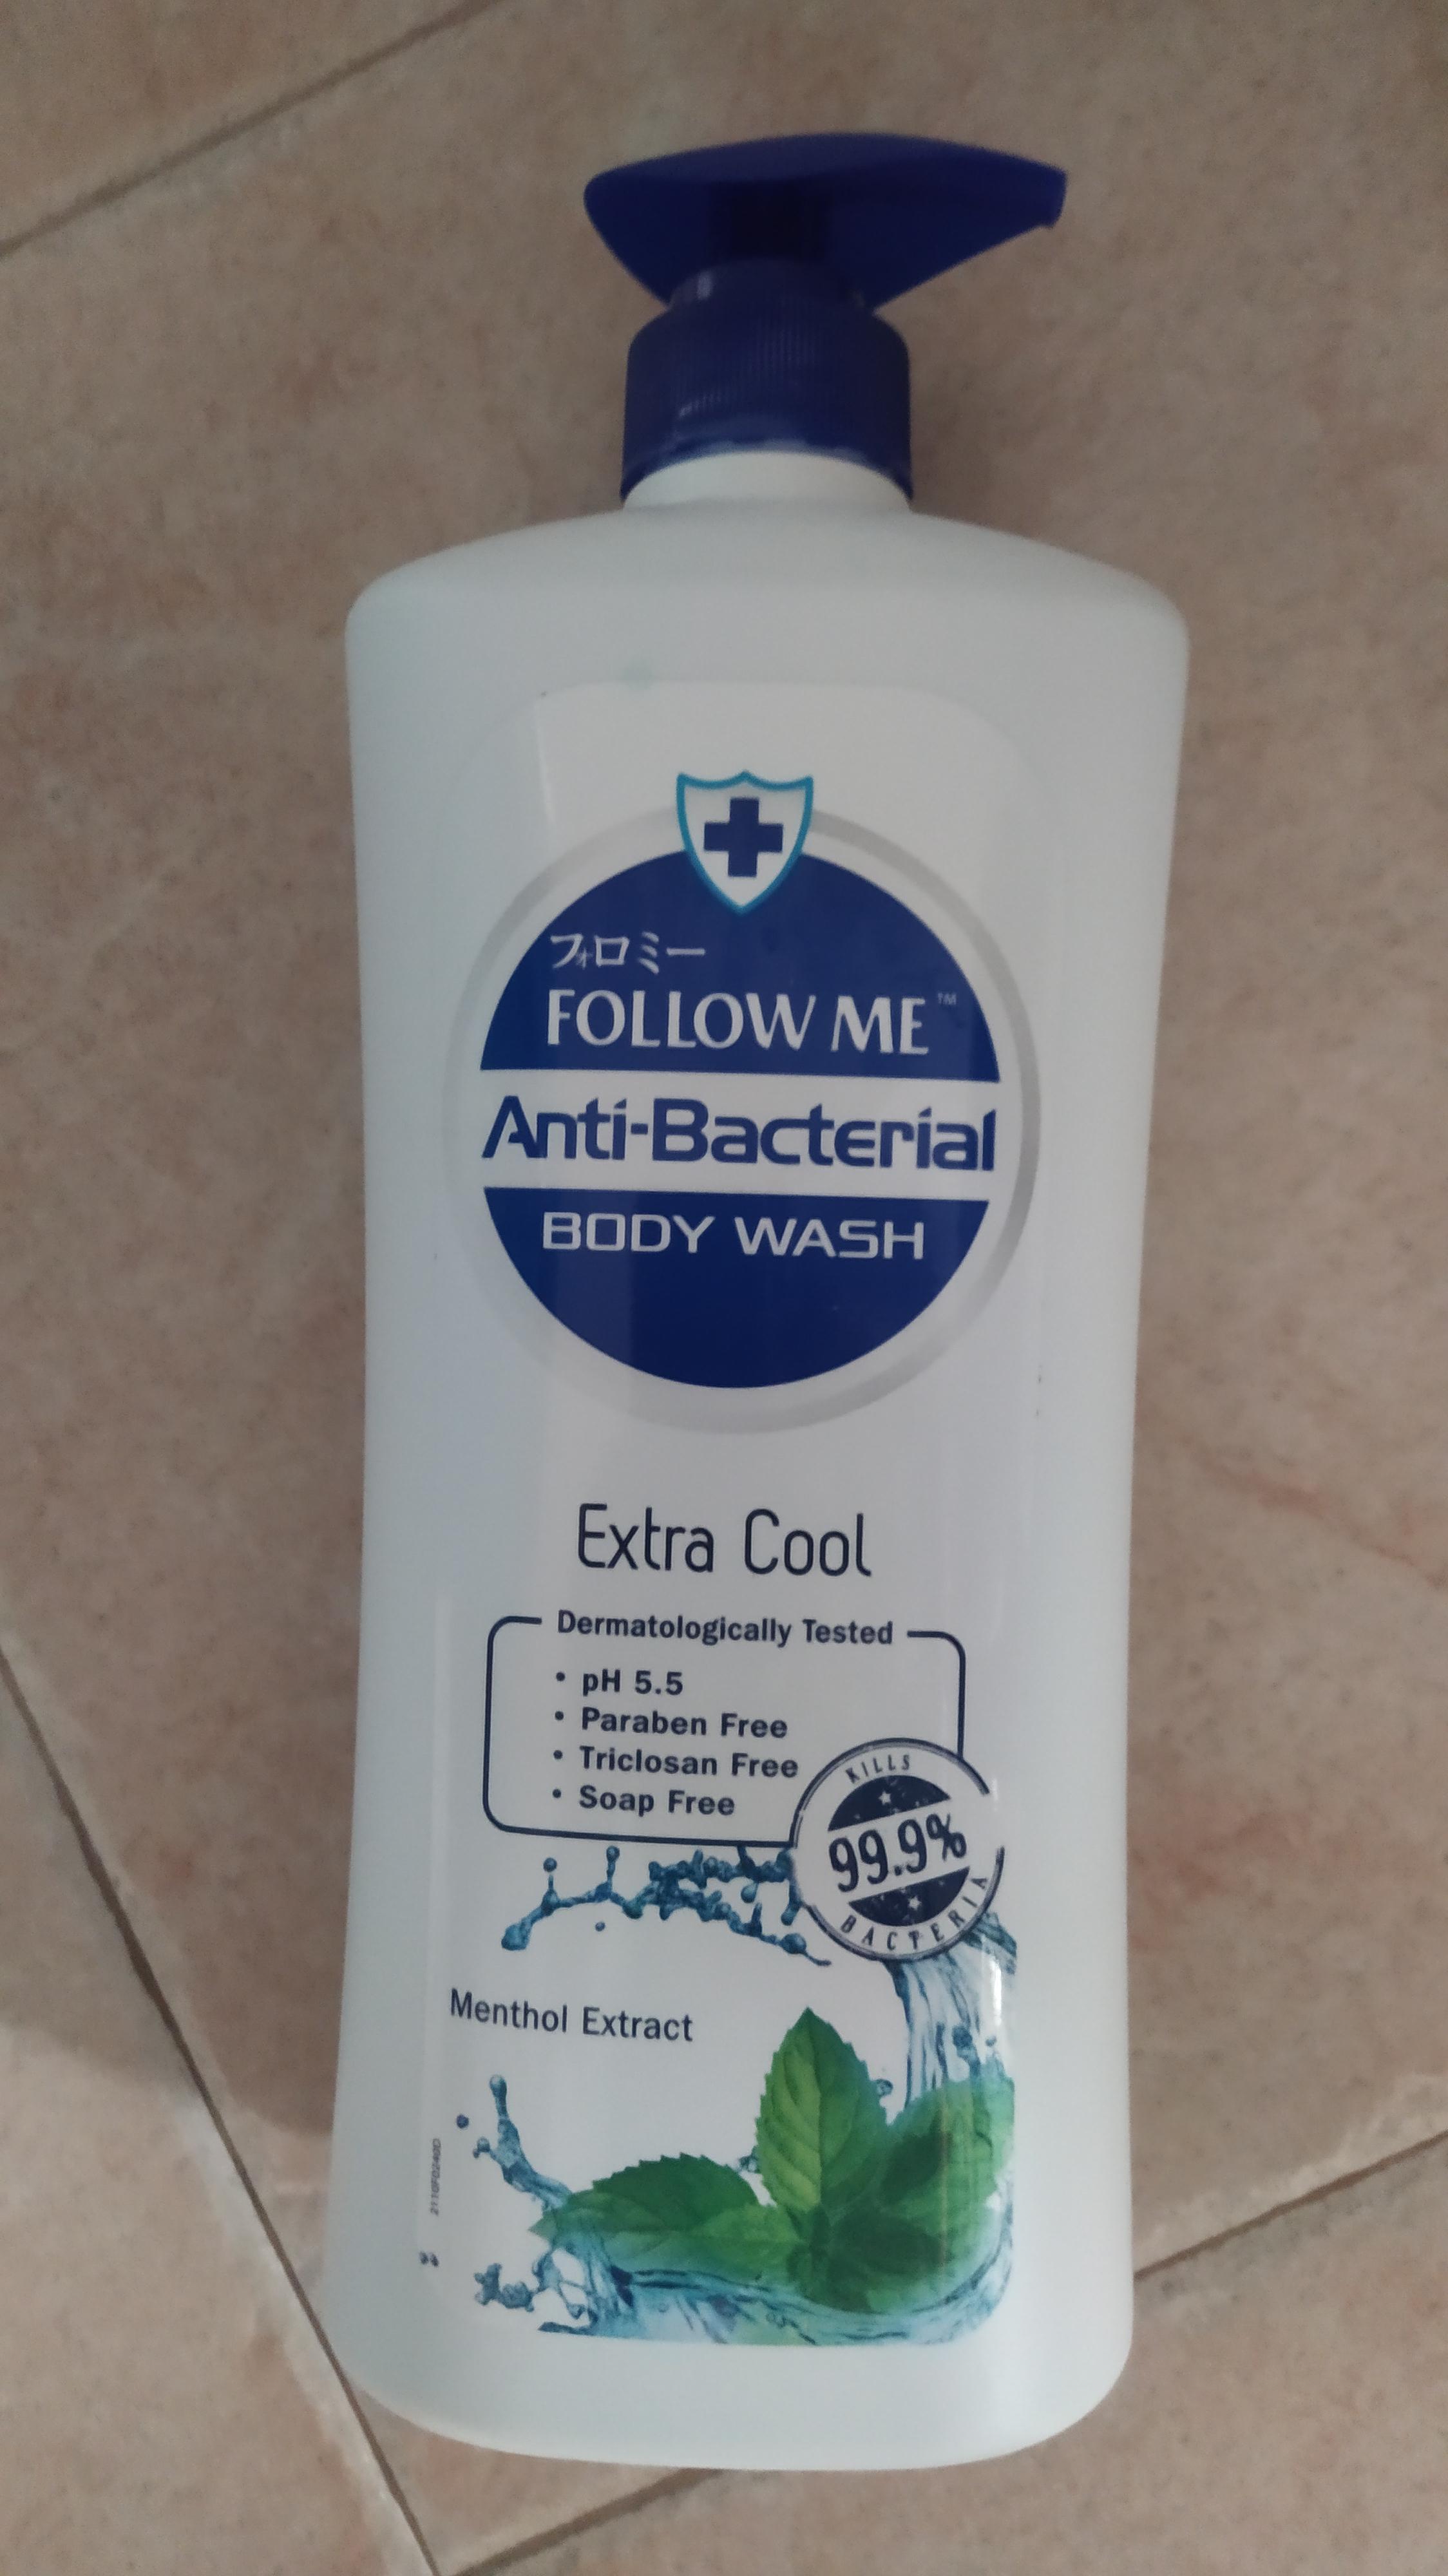 フォロミー
FOLLOW ME™
Anti-Bacterial
BODY WASH
Extra Cool
Dermatologically Tested
• pH 5.5
• Paraben Free
• Triclosan Free
• Soap Free
KILLS
99.9%
BACTERIA
Menthol Extract